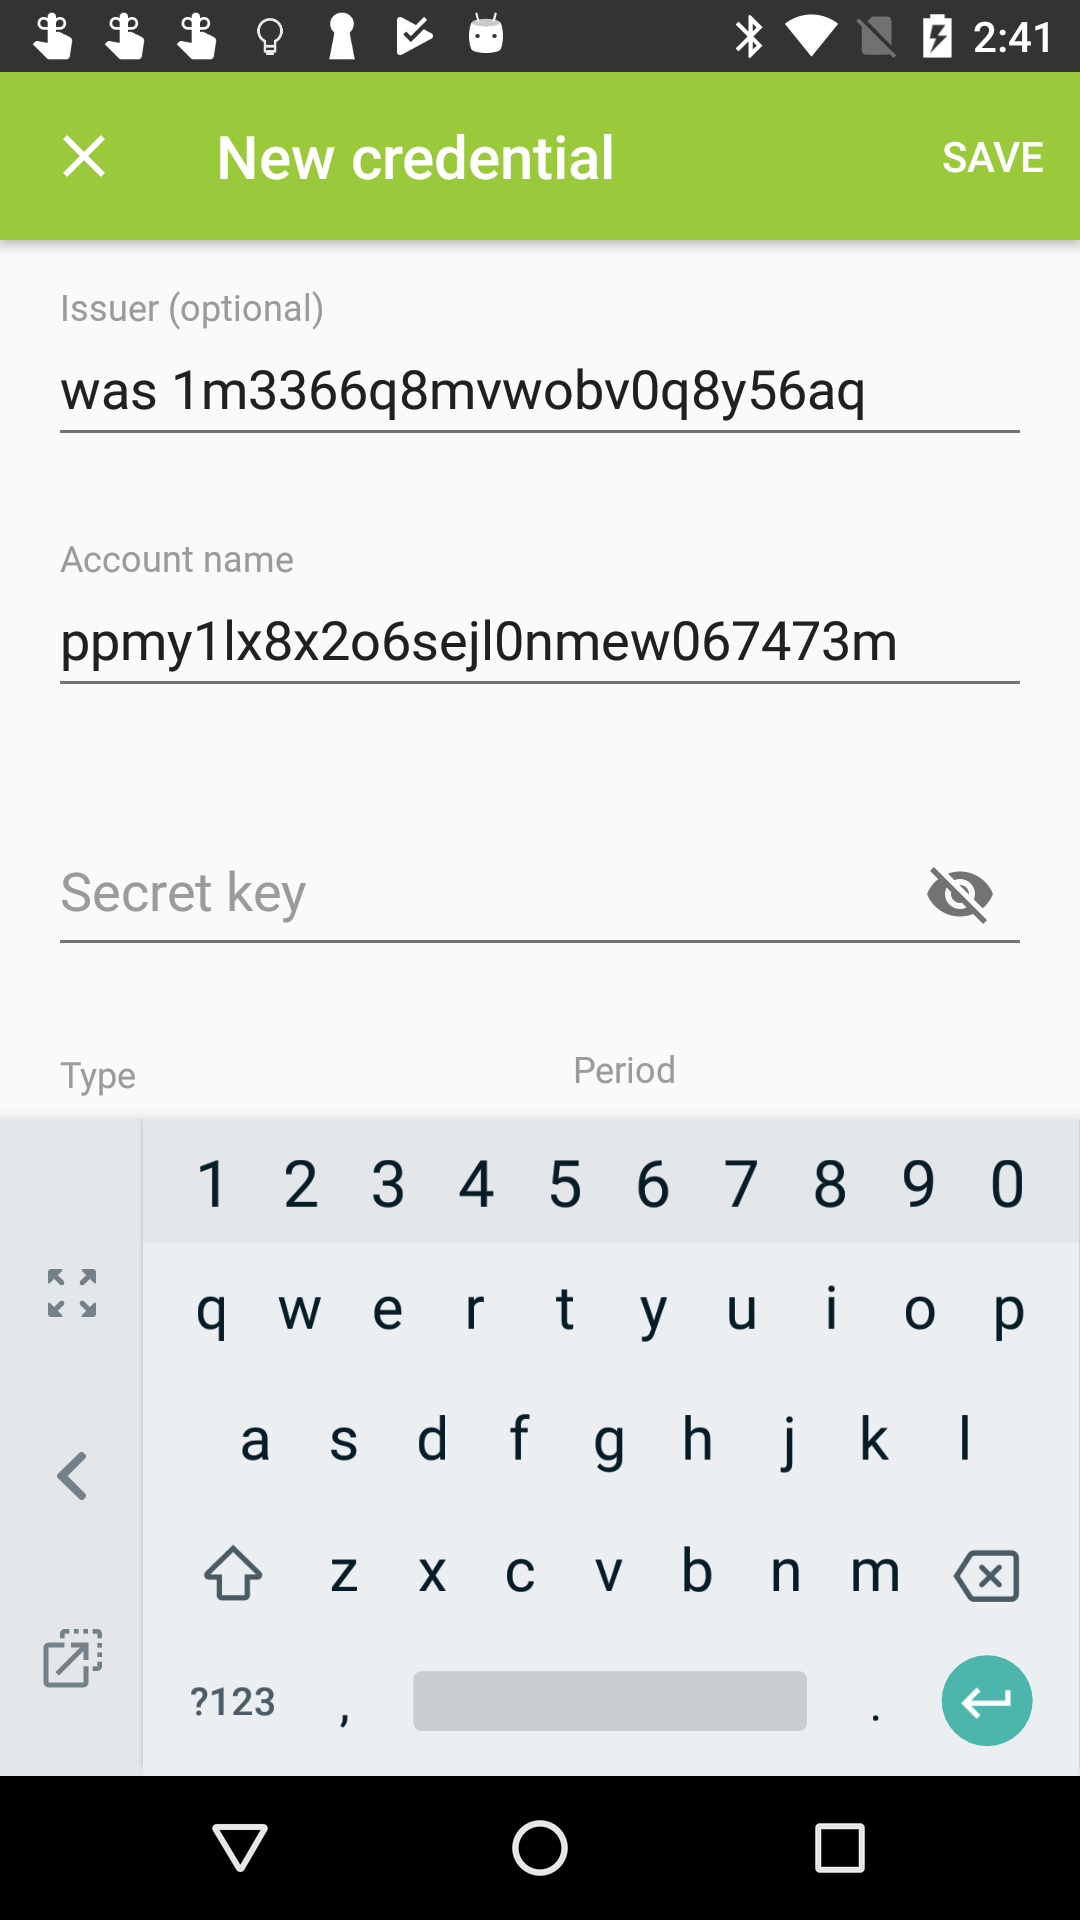 2:41
New credential SAVE
Issuer (optional)
was 1m3366q8mvwobv0q8y56aq
Account name
ppmy1lx8x2o6sejl0nmew067473m
Secret key
Type Period
1 2 3 4 5 6 7 8 9 0
q w e r t y u i o p
a s d f g h j k l
z x c v b n m
?123 , .